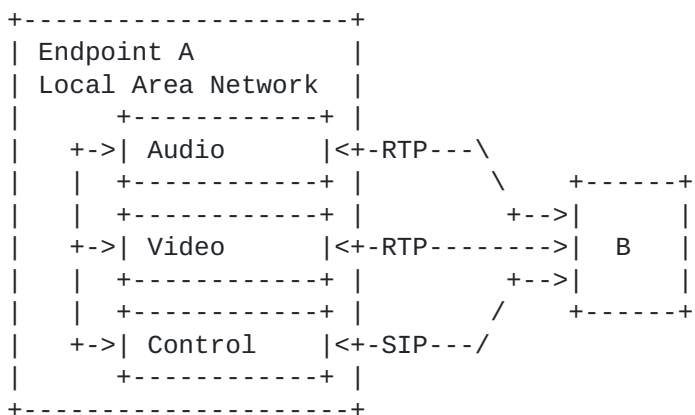 +---------------------+
| Endpoint A          |
| Local Area Network  |
|      +------------+ |
|   +->| Audio      |<+-RTP---\
|   |  +------------+ |        \    +------+
|   |  +------------+ |         +-->|      |
|   +->| Video      |<+-RTP-------->|  B   |
|   |  +------------+ |         +-->|      |
|   |  +------------+ |        /    +------+
|   +->| Control    |<+-SIP---/
|      +------------+ |
+---------------------+